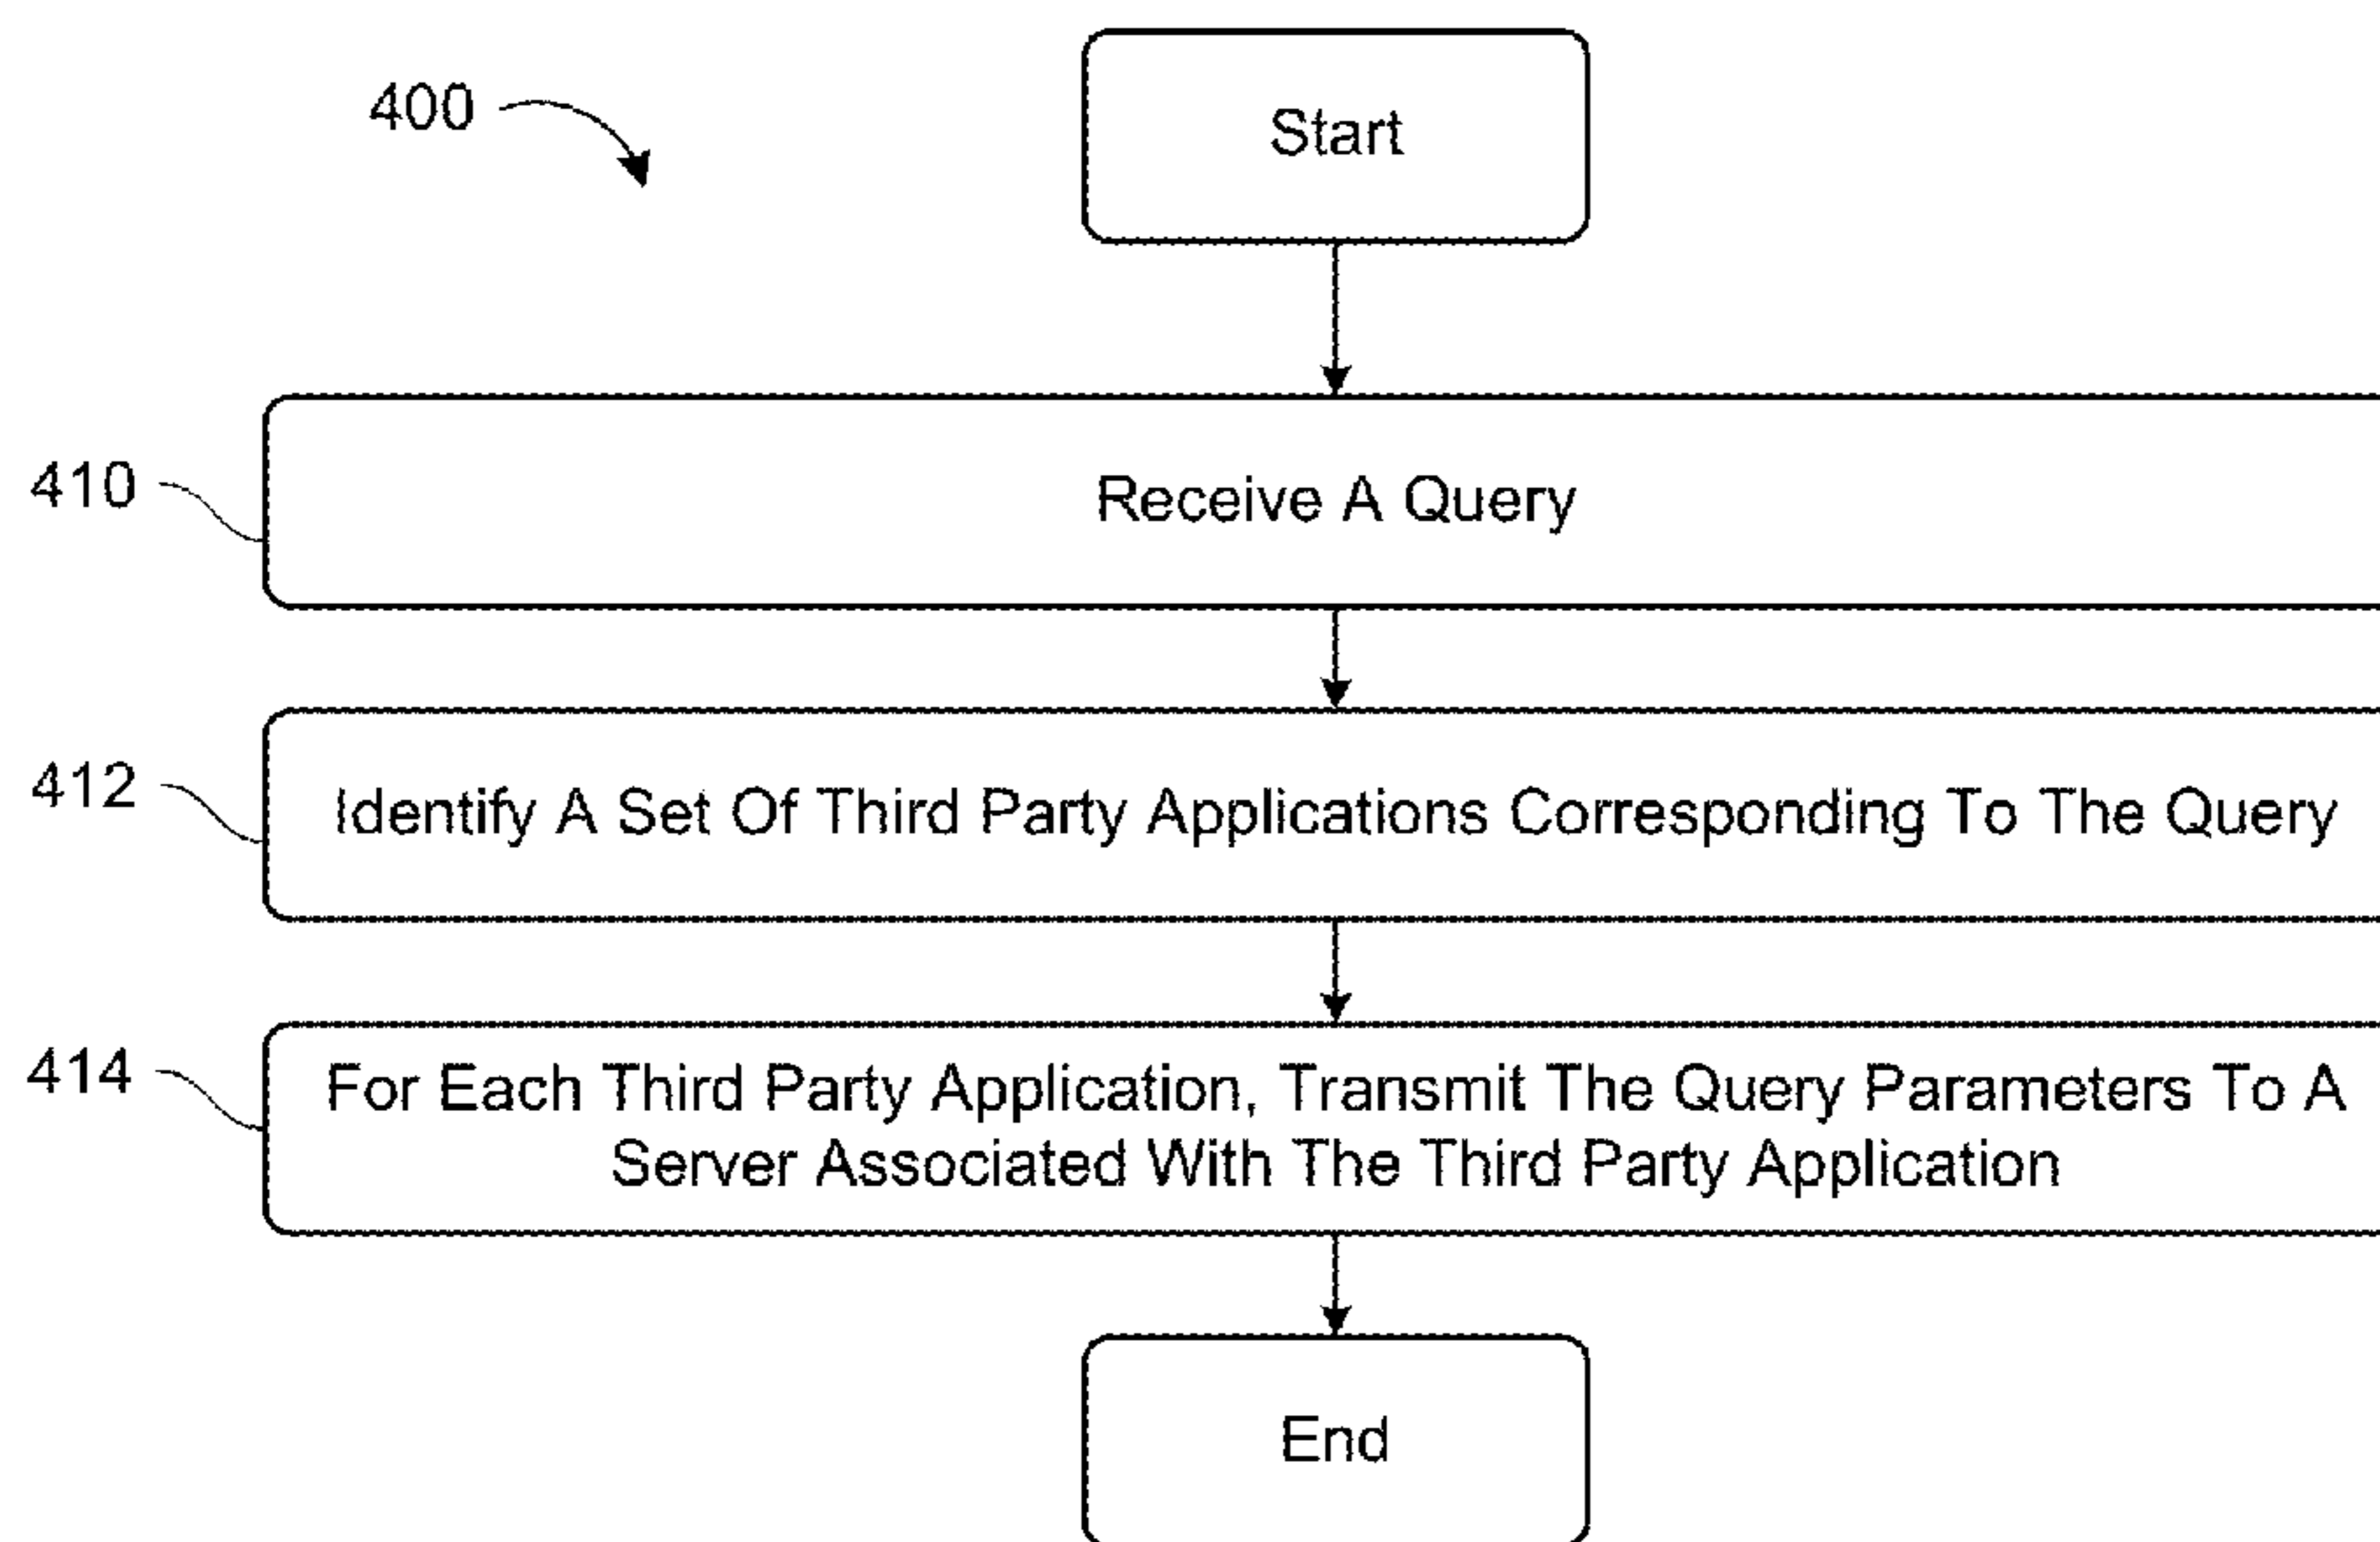 400
Start
410
Receive A Query
412
Identify A Set Of Third Party Applications Corresponding To The Query
414
For Each Third Party Application, Transmit The Query Parameters To A
Server Associated With The Third Party Application
End